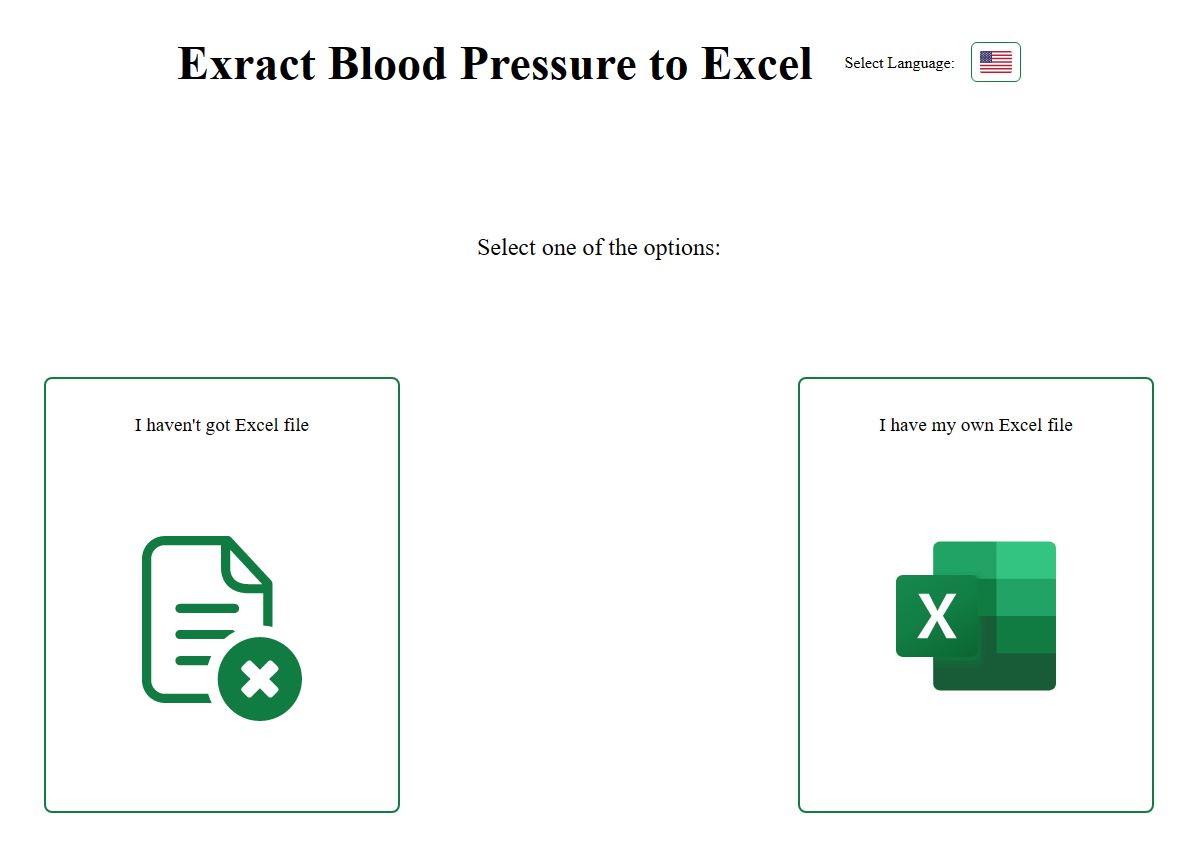 Exract Blood Pressure to Excel
Select Language:
Select one of the options:
I haven't got Excel file
I have my own Excel file
X